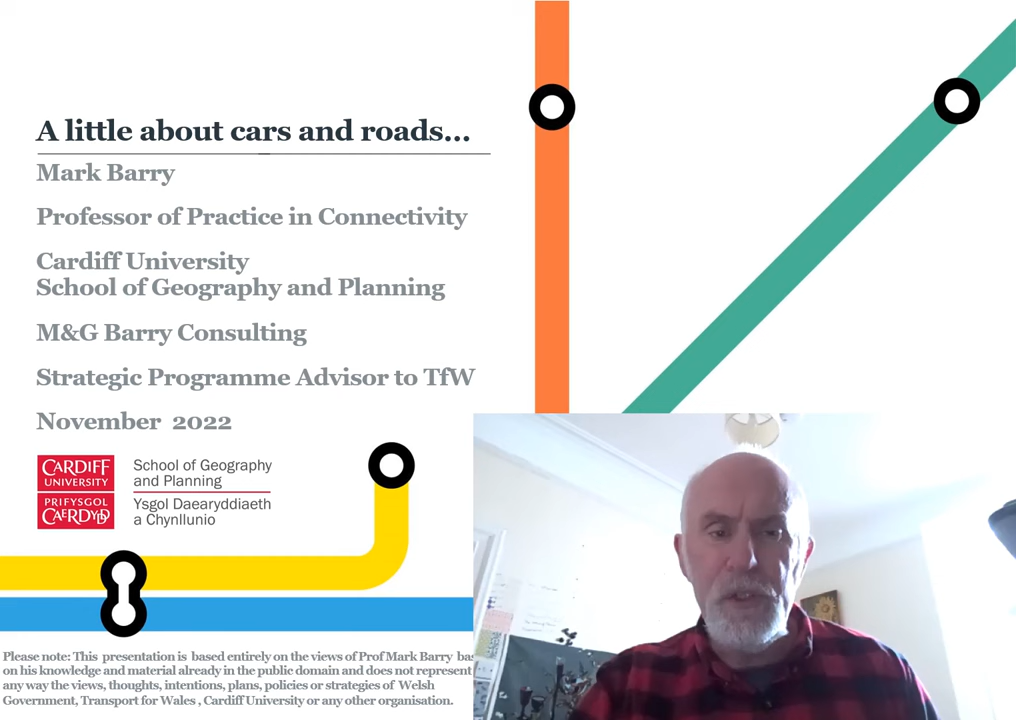 A little about cars and roads...
Mark Barry
Professor of Practice in Connectivity
Cardiff University
School of Geography and Planning
M&G Barry Consulting
Strategic Programme Advisor to TfW
November 2022
CARDIFF
UNIVERSITY
PRIFYSGOL
CAERDYDD
School of Geography
and Planning
Ysgol Daearyddiaeth
a Chynllunio
Please note: This presentation is based entirely on the views of Prof Mark Barry
on his knowledge and material already in the public domain and does not represent
any way the views, thoughts, intentions, plans, policies or strategies of Welsh
Government, Transport for Wales , Cardiff University or any other organisation.